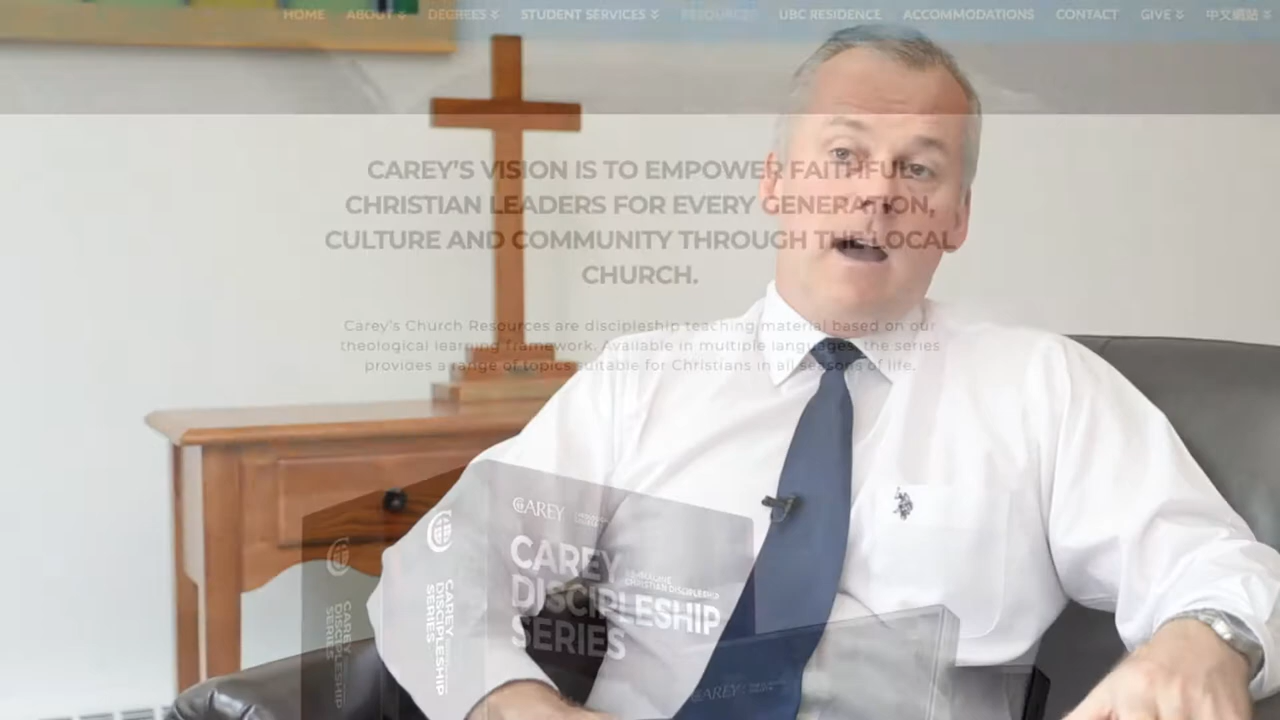 HOME ABOUT DEGREES STUDENT SERVICES RESOURCES UBC RESIDENCE ACCOMMODATIONS CONTACT GIVE 中文網站
CAREY'S VISION IS TO EMPOWER FAITHFUL
CHRISTIAN LEADERS FOR EVERY GENERATION,
CULTURE AND COMMUNITY THROUGH THE LOCAL
CHURCH.
Carey's Church Resources are discipleship teaching material based on our
theological learning framework. Available in multiple languages, the series
provides a range of topics suitable for Christians in all seasons of life.
CAREY
CAREY
DISCIPLESHIP
SERIES
CHRISTIAN DISCIPLESHIP
CAREY
DISCIPLESHIP
SERIES
CAREY
DISCIPLESHIP
SERIES
CAREY